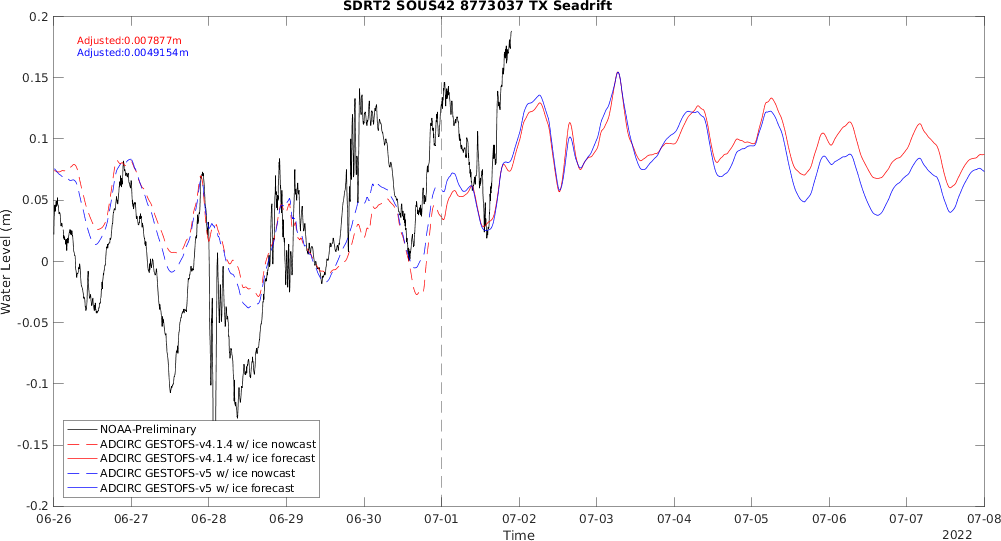 SDRT2 SOUS42 8773037 TX Seadrift
Adjusted:0.007877m
Adjusted:0.0049154m
0.2
0.15
0.1
0.05
0
-0.05
-0.1
-0.15
-0.2
Water Level (m)
NOAA-Preliminary
ADCIRC GESTOFS-v4.1.4 w/ ice nowcast
ADCIRC GESTOFS-v4.1.4 w/ ice forecast
ADCIRC GESTOFS-v5 w/ ice nowcast
ADCIRC GESTOFS-v5 w/ ice forecast
06-26 06-27 06-28 06-29 06-30 07-01 07-02 07-03 07-04 07-05 07-06 07-07 07-08
Time
2022